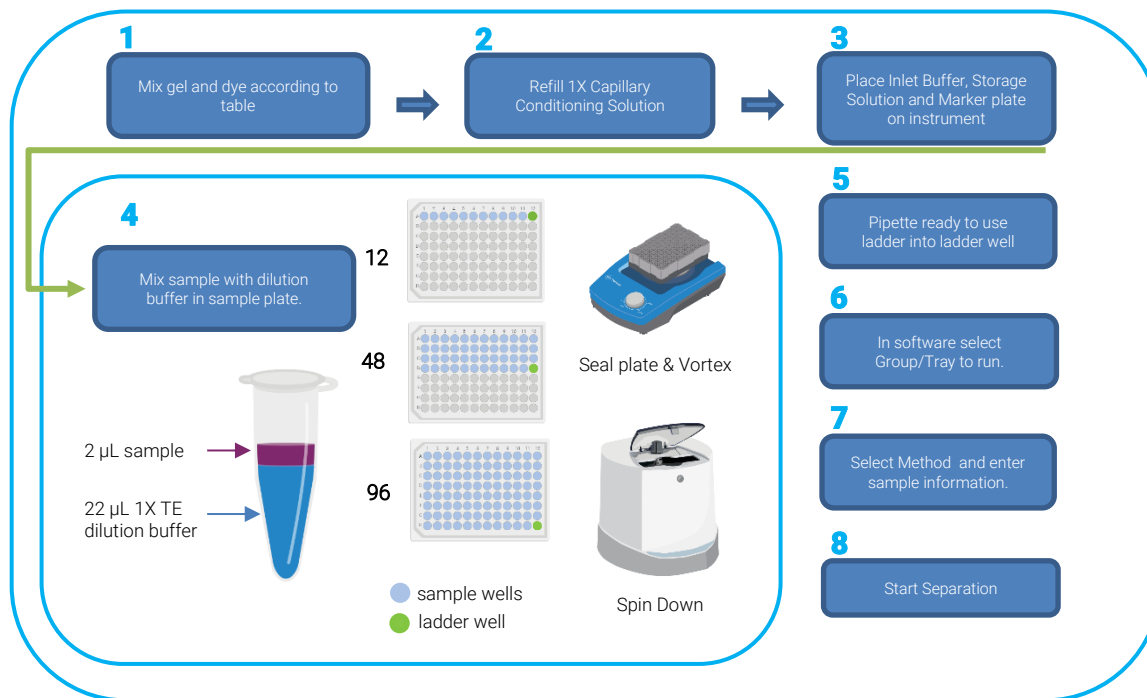 1
Mix gel and dye according to
table
2
Refill 1X Capillary
Conditioning Solution
3
Place Inlet Buffer, Storage
Solution and Marker plate
on instrument
4
Mix sample with dilution
buffer in sample plate.
12
48
96
2 µL sample
22 µL 1X TE
dilution buffer
sample wells
ladder well
Seal plate & Vortex
Spin Down
5
Pipette ready to use
ladder into ladder well
6
In software select
Group/Tray to run.
7
Select Method and enter
sample information.
8
Start Separation